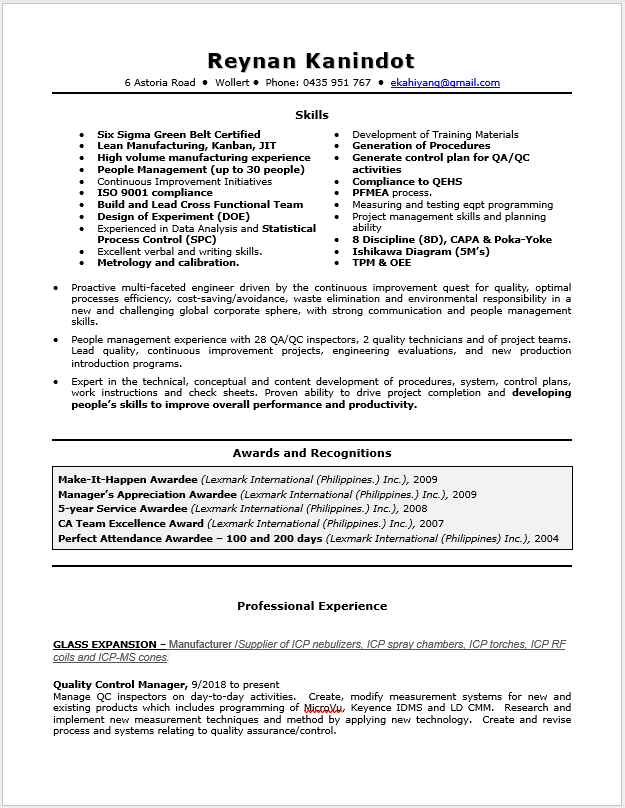 Reynan Kanindot
6 Astoria Road ● Wollert ● Phone: 0435 951 767 ● ekahiyang@gmail.com
Skills
• Six Sigma Green Belt Certified
• Lean Manufacturing, Kanban, JIT
• High volume manufacturing experience
• People Management (up to 30 people)
• Continuous Improvement Initiatives
• ISO 9001 compliance
• Build and Lead Cross Functional Team
• Design of Experiment (DOE)
• Experienced in Data Analysis and Statistical
Process Control (SPC)
• Excellent verbal and writing skills.
• Metrology and calibration.
• Development of Training Materials
• Generation of Procedures
• Generate control plan for QA/QC
activities
• Compliance to QEHS
• PFMEA process.
• Measuring and testing eqpt programming
• Project management skills and planning
ability
• 8 Discipline (8D), CAPA & Poka-Yoke
• Ishikawa Diagram (5M's)
• TPM & OEE
• Proactive multi-faceted engineer driven by the continuous improvement quest for quality, optimal
processes efficiency, cost-saving/avoidance, waste elimination and environmental responsibility in a
new and challenging global corporate sphere, with strong communication and people management
skills.
• People management experience with 28 QA/QC inspectors, 2 quality technicians and of project teams.
Lead quality, continuous improvement projects, engineering evaluations, and new production
introduction programs.
• Expert in the technical, conceptual and content development of procedures, system, control plans,
work instructions and check sheets. Proven ability to drive project completion and developing
people's skills to improve overall performance and productivity.
Awards and Recognitions
Make-It-Happen Awardee (Lexmark International (Philippines.) Inc.), 2009
Manager's Appreciation Awardee (Lexmark International (Philippines.) Inc.), 2009
5-year Service Awardee (Lexmark International (Philippines.) Inc.), 2008
CA Team Excellence Award (Lexmark International (Philippines.) Inc.), 2007
Perfect Attendance Awardee – 100 and 200 days (Lexmark International (Philippines) Inc.), 2004
Professional Experience
GLASS EXPANSION – Manufacturer /Supplier of ICP nebulizers, ICP spray chambers, ICP torches, ICP RF
coils and ICP-MS cones.
Quality Control Manager, 9/2018 to present
Manage QC inspectors on day-to-day activities. Create, modify measurement systems for new and
existing products which includes programming of MicroVu, Keyence IDMS and LD CMM. Research and
implement new measurement techniques and method by applying new technology. Create and revise
process and systems relating to quality assurance/control.